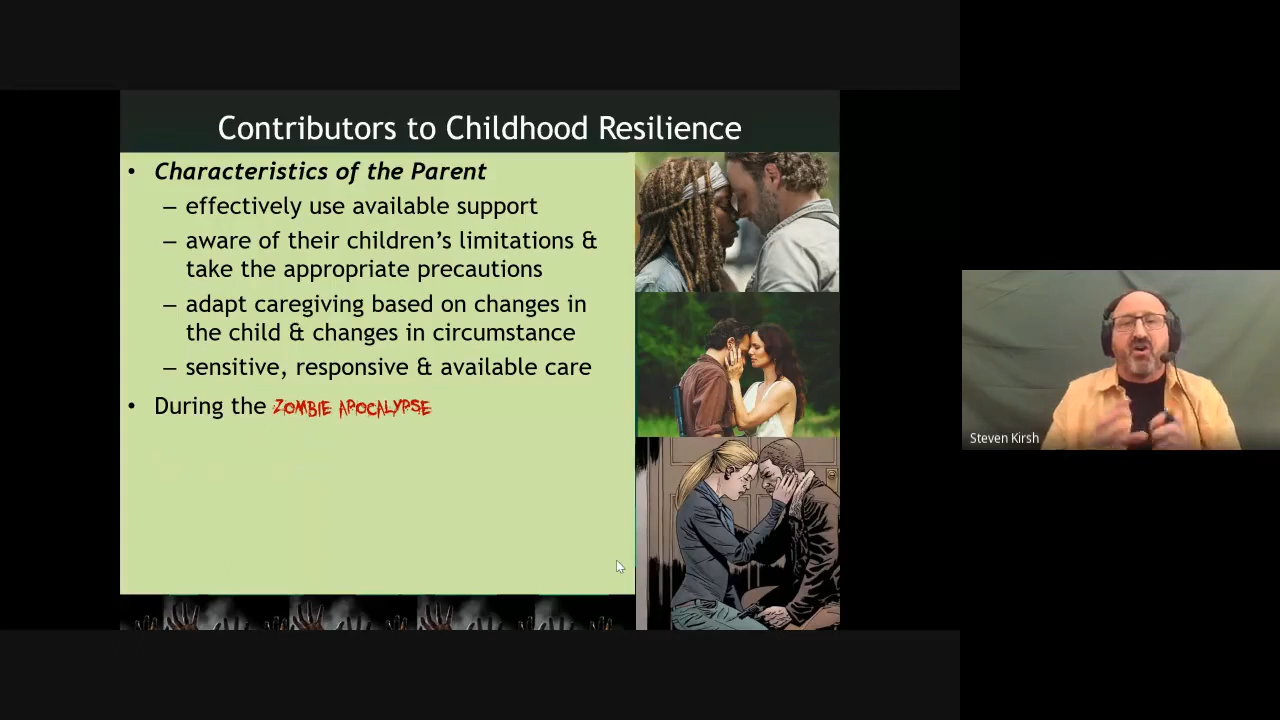 Contributors to Childhood Resilience
• Characteristics of the Parent
– effectively use available support
– aware of their children’s limitations &
take the appropriate precautions
– adapt caregiving based on changes in
the child & changes in circumstance
– sensitive, responsive & available care
• During the ZOMBIE APOCALYPSE
Steven Kirsh